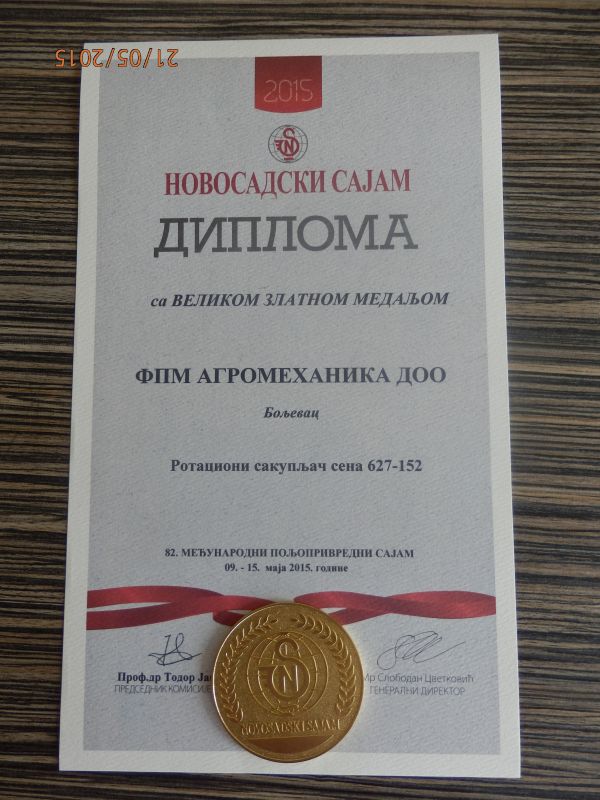 21/05/2015
2015
НОВОСАДСКИ САЈАМ
ДИПЛОМА
са ВЕЛИКОМ ЗЛАТНОМ МЕДАЉОМ
ФПМ АГРОМЕХАНИКА ДОО
Бољевац
Ротациони сакупљач сена 627-152
82. МЕЂУНАРОДНИ ПОЉОПРИВРЕДНИ САЈАМ
09. - 15. маја 2015. године
Проф.др Тодор
ПРЕДСЕДНИК КОМИСИЈЕ
Мр Слободан Цветковић
ГЕНЕРАЛНИ ДИРЕКТОР
NOVOSADSKI SAJAM